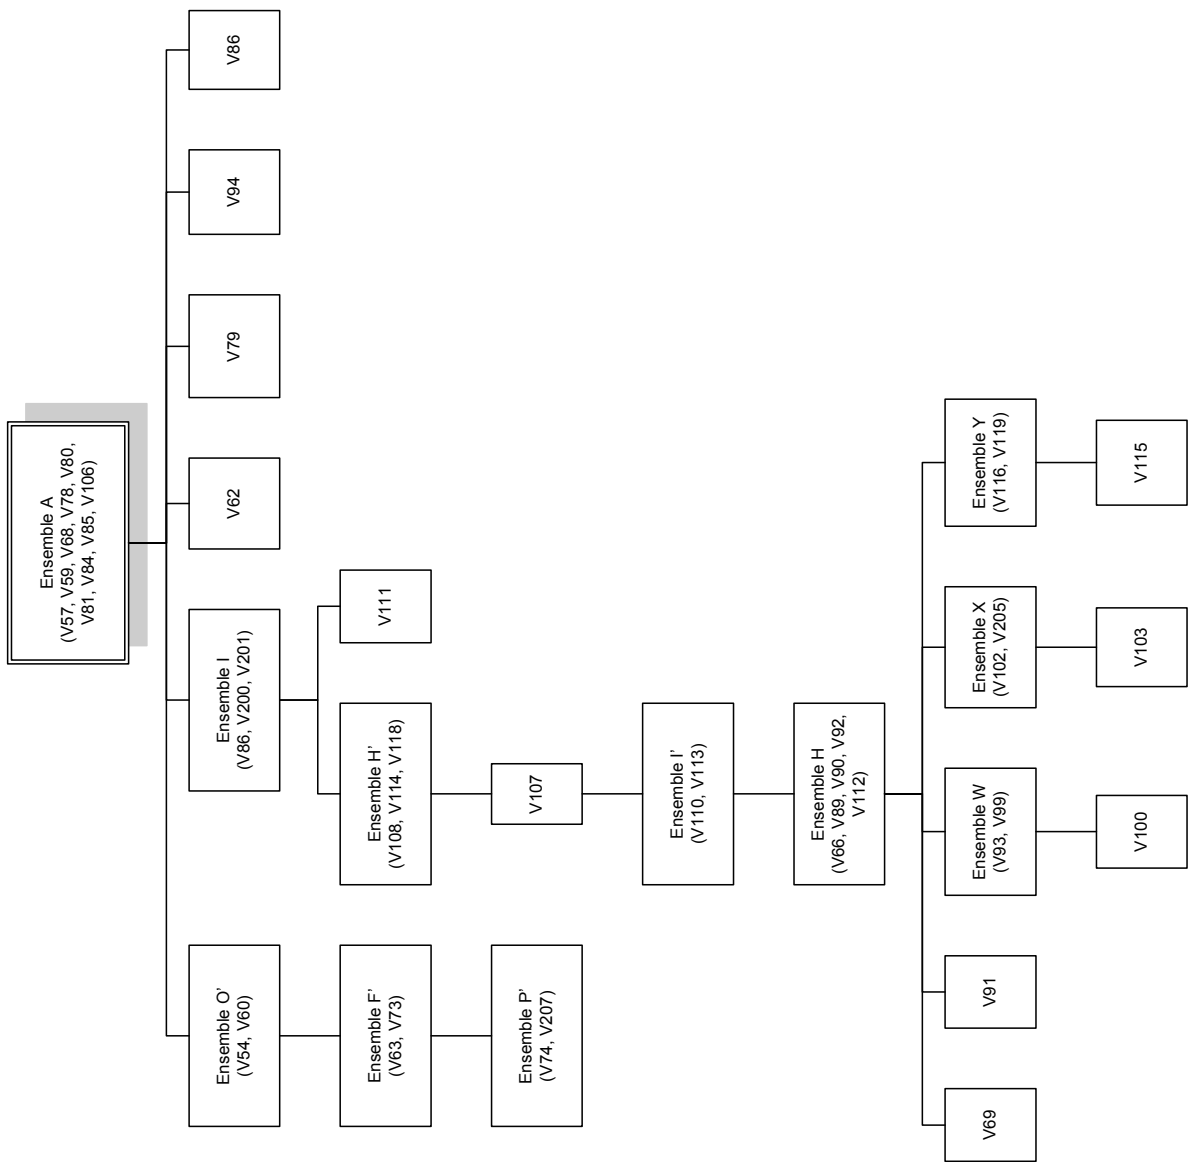 Ensemble A
(V57, V59, V68, V78, V80,
V81, V84, V85, V106)
Ensemble O'
(V54, V60)
Ensemble I
(V86, V200, V201)
V62
V79
V94
V86
Ensemble F'
(V63, V73)
Ensemble H'
(V108, V114, V118)
V111
Ensemble P'
(V74, V207)
V107
Ensemble I'
(V110, V113)
Ensemble H
(V66, V89, V90, V92,
V112)
V69
V91
Ensemble W
(V93, V99)
Ensemble X
(V102, V205)
Ensemble Y
(V116, V119)
V100
V103
V115